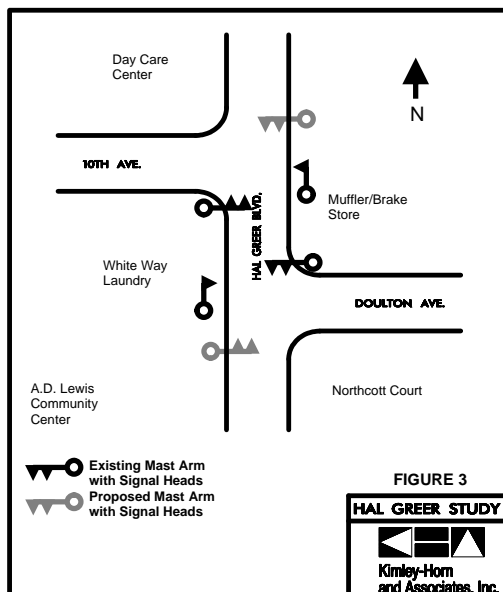 Day Care
Center
N
10TH AVE.
HAL GREER BLVD.
Muffler/Brake
Store
White Way
Laundry
DOULTON AVE.
A.D. Lewis
Community
Center
Northcott Court
Existing Mast Arm
with Signal Heads
Proposed Mast Arm
with Signal Heads
FIGURE 3
HAL GREER STUDY
Kimley-Horn
and Associates, Inc.